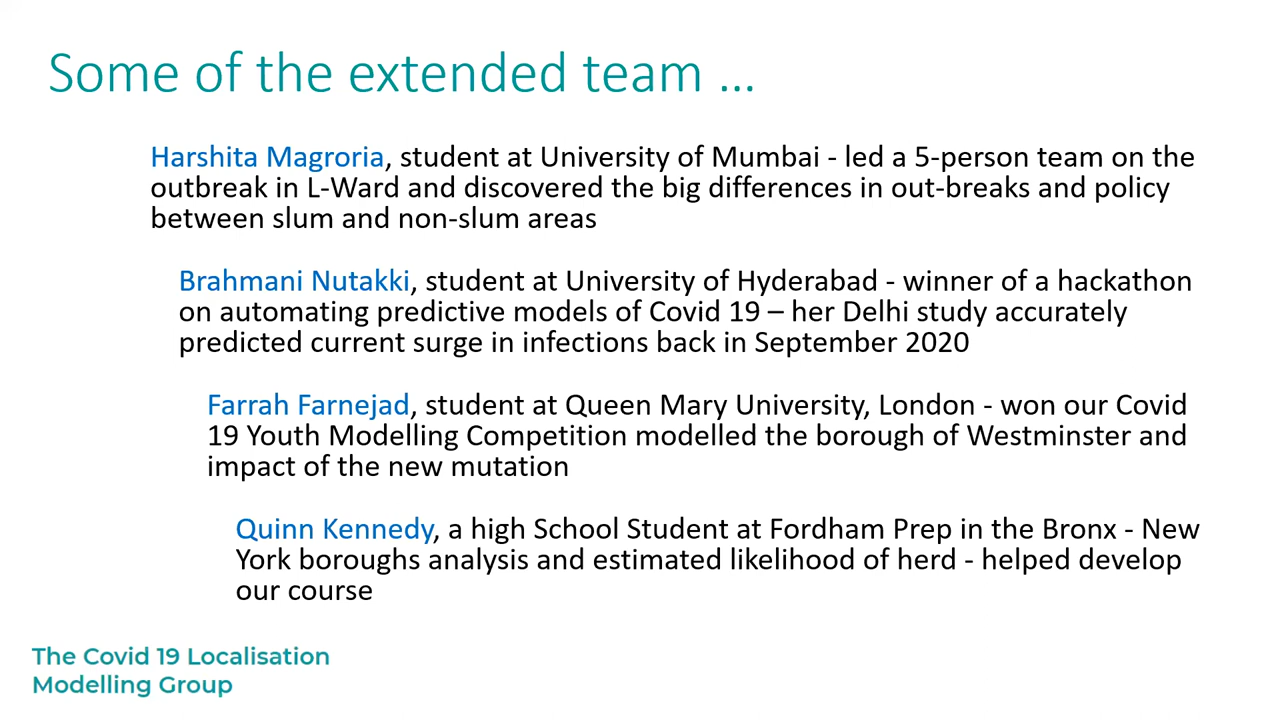 Some of the extended team ...
Harshita Magroria, student at University of Mumbai - led a 5-person team on the
outbreak in L-Ward and discovered the big differences in out-breaks and policy
between slum and non-slum areas
Brahmani Nutakki, student at University of Hyderabad - winner of a hackathon
on automating predictive models of Covid 19 – her Delhi study accurately
predicted current surge in infections back in September 2020
Farrah Farnejad, student at Queen Mary University, London - won our Covid
19 Youth Modelling Competition modelled the borough of Westminster and
impact of the new mutation
Quinn Kennedy, a high School Student at Fordham Prep in the Bronx - New
York boroughs analysis and estimated likelihood of herd - helped develop
our course
The Covid 19 Localisation
Modelling Group